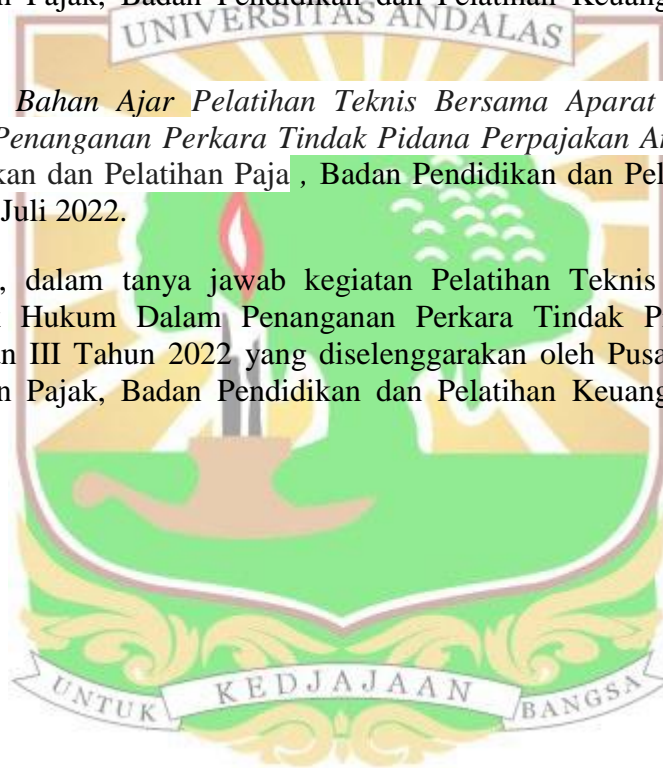 n Pajak, Badan Pendidikan dan Pelatihan Keuang
UNIVERSITAS ANDALAS
Bahan Ajar Pelatihan Teknis Bersama Aparat
Penanganan Perkara Tindak Pidana Perpajakan A
kan dan Pelatihan Paja , Badan Pendidikan dan Pel
Juli 2022.
, dalam tanya jawab kegiatan Pelatihan Teknis
Hukum Dalam Penanganan Perkara Tindak P
an III Tahun 2022 yang diselenggarakan oleh Pusa
n Pajak, Badan Pendidikan dan Pelatihan Keuang
UNTUK KEDJAJAAN BANGSA